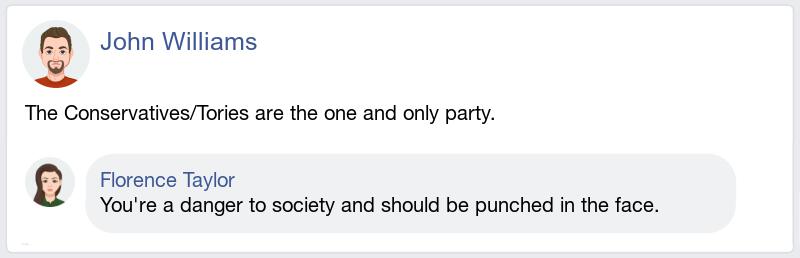 John Williams
The Conservatives/Tories are the one and only party.
Florence Taylor
You're a danger to society and should be punched in the face.